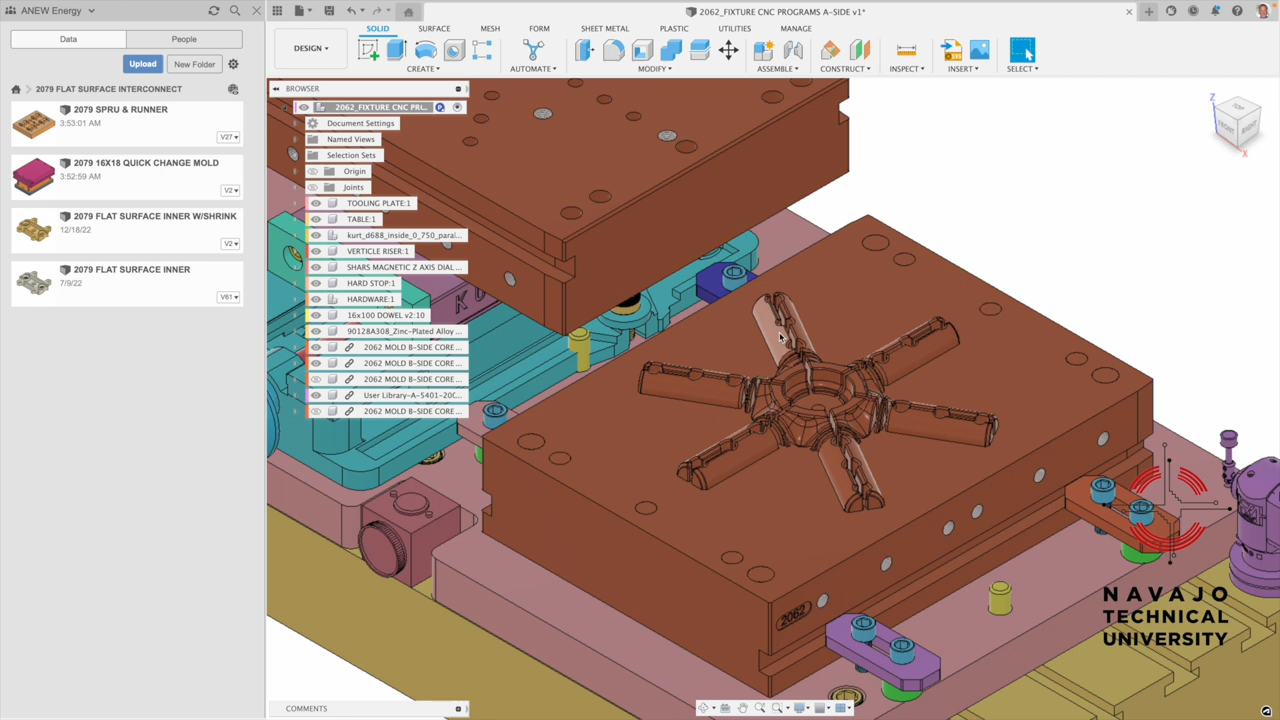 ANEW Energy
2062_FIXTURE CNC PROGRAMS A-SIDE v1*
Data
People
Upload
New Folder
2079 FLAT SURFACE INTERCONNECT
2079 SPRU & RUNNER
3:53:01 AM
V27
2079 16X18 QUICK CHANGE MOLD
3:52:59 AM
V2
2079 FLAT SURFACE INNER W/SHRINK
12/18/22
V2
2079 FLAT SURFACE INNER
7/9/22
V61
DESIGN
SOLID
SURFACE
MESH
FORM
SHEET METAL
PLASTIC
UTILITIES
MANAGE
CREATE
AUTOMATE
MODIFY
ASSEMBLE
CONSTRUCT
INSPECT
INSERT
SELECT
BROWSER
2062_FIXTURE CNC PRL...
Document Settings
Named Views
Selection Sets
Origin
Joints
TOOLING PLATE:1
TABLE:1
kurt_d688_inside_0_750_paral...
VERTICLE RISER:1
SHARS MAGNETIC Z AXIS DIAL ...
HARD STOP:1
HARDWARE:1
16x100 DOWEL v2:10
90128A308_Zinc-Plated Alloy ...
2062 MOLD B-SIDE CORE ...
2062 MOLD B-SIDE CORE ...
2062 MOLD B-SIDE CORE ...
User Library-A-5401-20C...
2062 MOLD B-SIDE CORE ...
Z
TOP
FRONT
RIGHT
X
K U
2062
NAVAJO
TECHNICAL
UNIVERSITY
COMMENTS